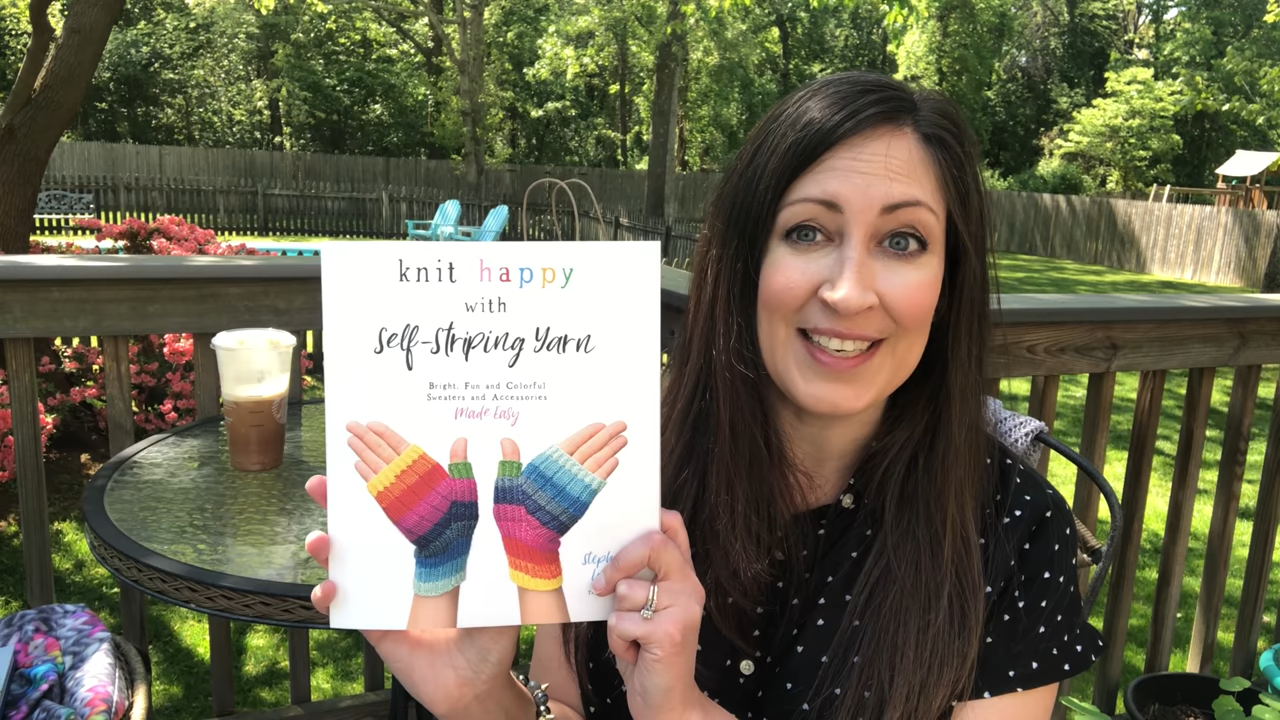 knit happy
with
self-striping yarn
Bright, Fun and Colorful
Sweaters and Accessories
Made Easy